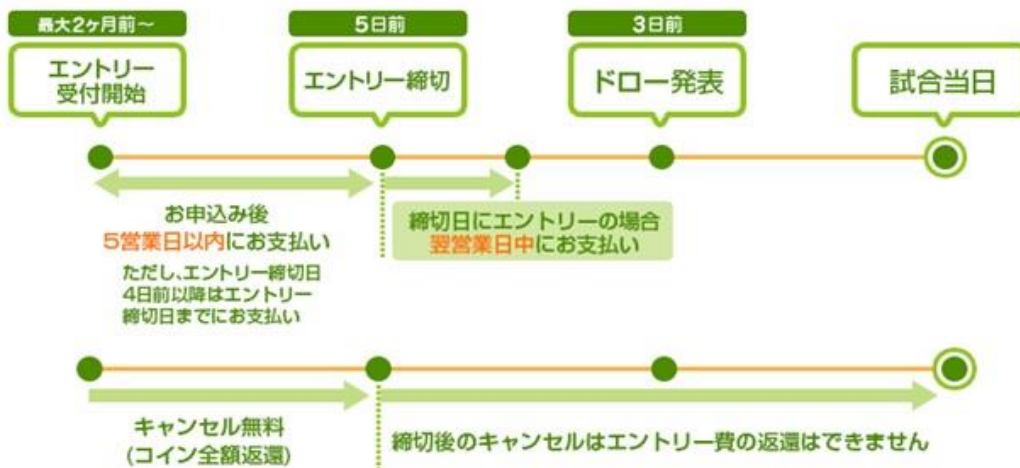 最大2ヶ月前～
5日前
3日前
エントリー
受付開始
エントリー締切
ドロー発表
試合当日
お申込み後
5営業日以内にお支払い
ただし、エントリー締切日
4日前以降はエントリー
締切日までにお支払い
締切日にエントリーの場合
翌営業日中にお支払い
キャンセル無料
(コイン全額返還)
締切後のキャンセルはエントリー費の返還はできません